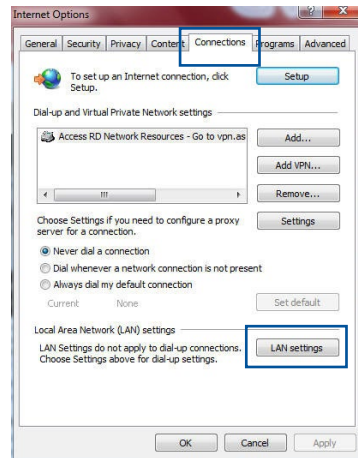 Internet Options
General Security Privacy Content Connections Programs Advanced
To set up an Internet connection, click
Setup.
Setup
Dial-up and Virtual Private Network settings
Access RD Network Resources - Go to vpn.as
Add...
Add VPN...
Remove...
Choose Settings if you need to configure a proxy
server for a connection.
Settings
Never dial a connection
Dial whenever a network connection is not present
Always dial my default connection
Current None
Set default
Local Area Network (LAN) settings
LAN Settings do not apply to dial-up connections.
Choose Settings above for dial-up settings.
LAN settings
OK Cancel Apply